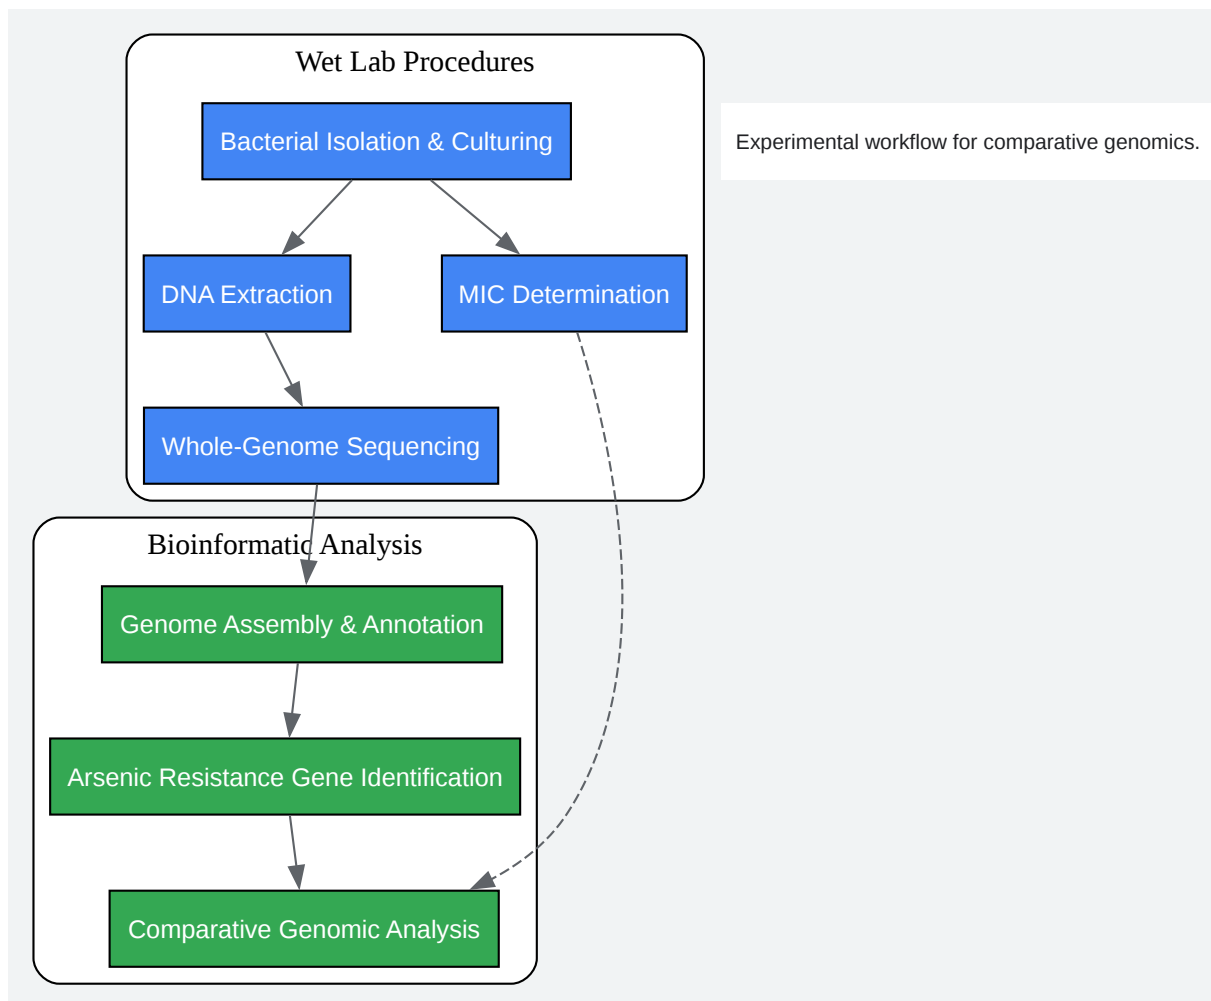 Wet Lab Procedures
Bacterial Isolation & Culturing
Experimental workflow for comparative genomics.
DNA Extraction
MIC Determination
Whole-Genome Sequencing
Bioinformatic Analysis
Genome Assembly & Annotation
Arsenic Resistance Gene Identification
Comparative Genomic Analysis